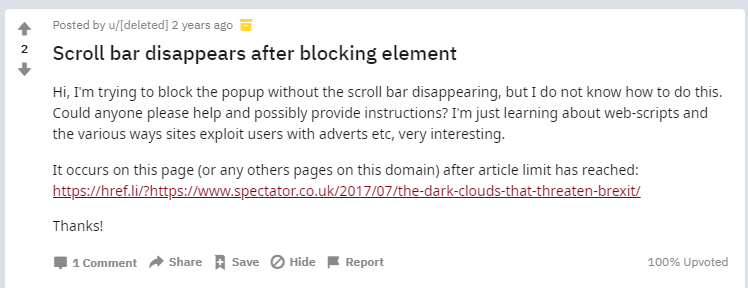 Posted by u/[deleted] 2 years ago
2
Scroll bar disappears after blocking element
Hi, I'm trying to block the popup without the scroll bar disappearing, but I do not know how to do this.
Could anyone please help and possibly provide instructions? I'm just learning about web-scripts and
the various ways sites exploit users with adverts etc, very interesting.
It occurs on this page (or any others pages on this domain) after article limit has reached:
https://href.li/?https://www.spectator.co.uk/2017/07/the-dark-clouds-that-threaten-brexit/
Thanks!
1 Comment Share Save Hide Report 100% Upvoted